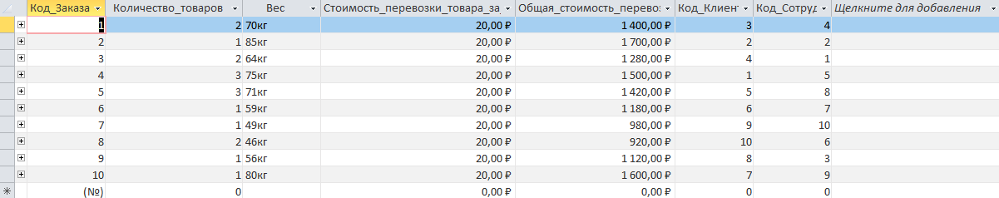 Код_Заказа Количество_товаров Вес Стоимость_перевозки_товара_за Общая_стоимость_перевоз Код_Клиент Код_Сотруд Щелкните для добавления
1 2 70кг 20,00 ₽ 1 400,00 ₽ 3 4
2 1 85кг 20,00 ₽ 1 700,00 ₽ 2 2
3 2 64кг 20,00 ₽ 1 280,00 ₽ 4 1
4 3 75кг 20,00 ₽ 1 500,00 ₽ 1 5
5 3 71кг 20,00 ₽ 1 420,00 ₽ 5 8
6 1 59кг 20,00 ₽ 1 180,00 ₽ 6 7
7 1 49кг 20,00 ₽ 980,00 ₽ 9 10
8 2 46кг 20,00 ₽ 920,00 ₽ 10 6
9 1 56кг 20,00 ₽ 1 120,00 ₽ 8 3
10 1 80кг 20,00 ₽ 1 600,00 ₽ 7 9
(№) 0 0,00 ₽ 0,00 ₽ 0 0